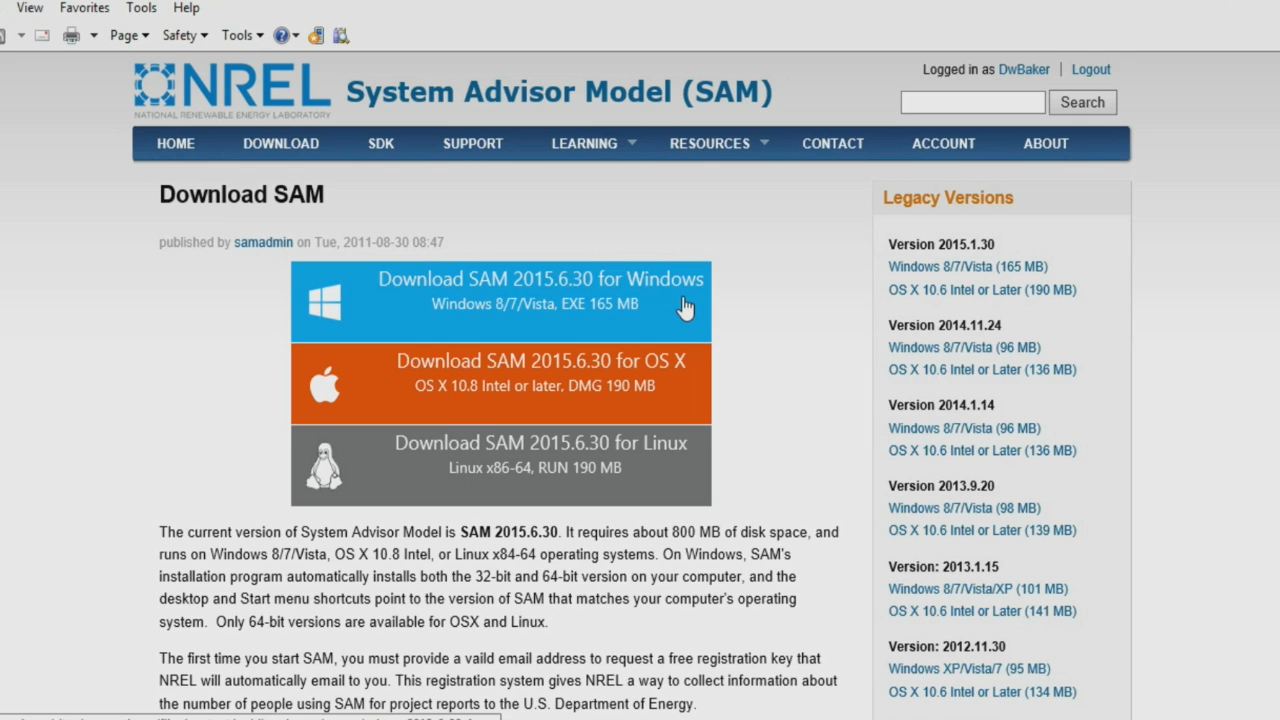 View Favorites Tools Help
Page Safety Tools
NREL System Advisor Model (SAM)
NATIONAL RENEWABLE ENERGY LABORATORY
Logged in as DwBaker | Logout
Search
HOME DOWNLOAD SDK SUPPORT LEARNING RESOURCES CONTACT ACCOUNT ABOUT
Download SAM
published by samadmin on Tue, 2011-08-30 08:47
Download SAM 2015.6.30 for Windows
Windows 8/7/Vista, EXE 165 MB
Download SAM 2015.6.30 for OS X
OS X 10.8 Intel or later, DMG 190 MB
Download SAM 2015.6.30 for Linux
Linux x86-64, RUN 190 MB
The current version of System Advisor Model is SAM 2015.6.30. It requires about 800 MB of disk space, and
runs on Windows 8/7/Vista, OS X 10.8 Intel, or Linux x84-64 operating systems. On Windows, SAM's
installation program automatically installs both the 32-bit and 64-bit version on your computer, and the
desktop and Start menu shortcuts point to the version of SAM that matches your computer's operating
system. Only 64-bit versions are available for OSX and Linux.
The first time you start SAM, you must provide a vaild email address to request a free registration key that
NREL will automatically email to you. This registration system gives NREL a way to collect information about
the number of people using SAM for project reports to the U.S. Department of Energy.
Legacy Versions
Version 2015.1.30
Windows 8/7/Vista (165 MB)
OS X 10.6 Intel or Later (190 MB)
Version 2014.11.24
Windows 8/7/Vista (96 MB)
OS X 10.6 Intel or Later (136 MB)
Version 2014.1.14
Windows 8/7/Vista (96 MB)
OS X 10.6 Intel or Later (136 MB)
Version 2013.9.20
Windows 8/7/Vista (98 MB)
OS X 10.6 Intel or Later (139 MB)
Version: 2013.1.15
Windows 8/7/Vista/XP (101 MB)
OS X 10.6 Intel or Later (141 MB)
Version: 2012.11.30
Windows XP/Vista/7 (95 MB)
OS X 10.6 Intel or Later (134 MB)